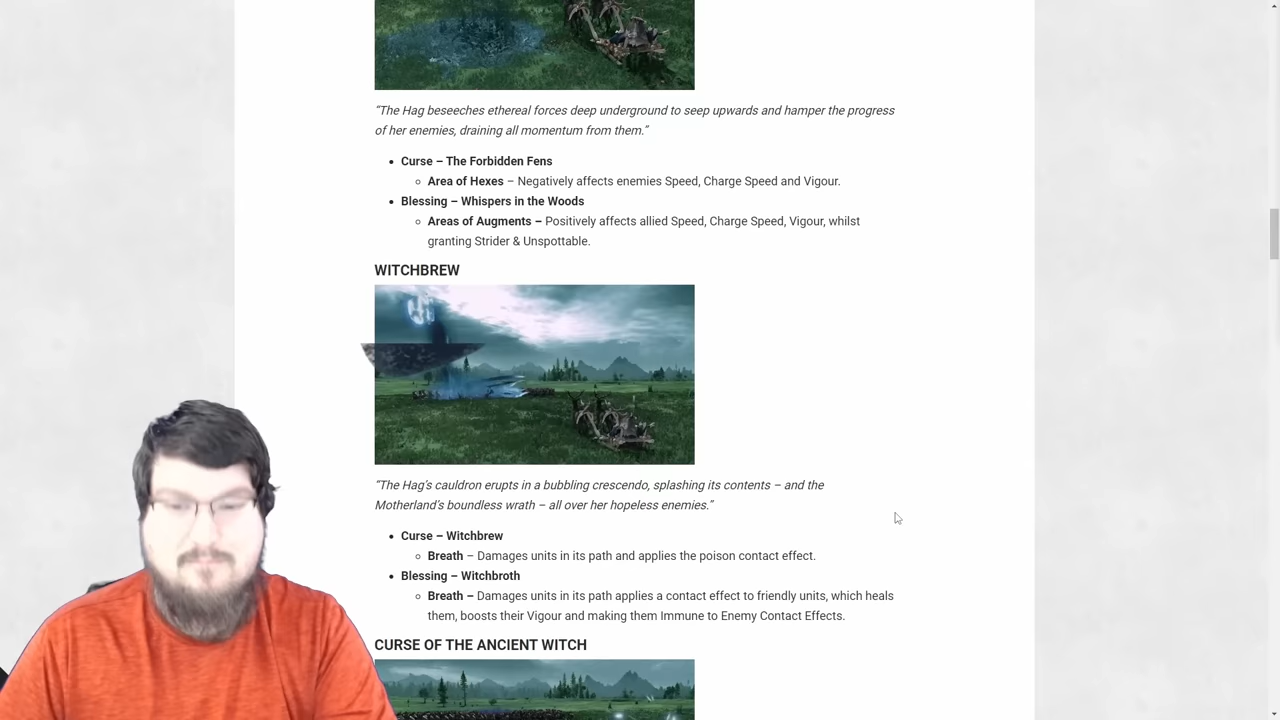 “The Hag beseeches ethereal forces deep underground to seep upwards and hamper the progress
of her enemies, draining all momentum from them.”
• Curse – The Forbidden Fens
○ Area of Hexes – Negatively affects enemies Speed, Charge Speed and Vigour.
• Blessing – Whispers in the Woods
○ Areas of Augments – Positively affects allied Speed, Charge Speed, Vigour, whilst
granting Strider & Unspottable.
WITCHBREW
“The Hag’s cauldron erupts in a bubbling crescendo, splashing its contents – and the
Motherland’s boundless wrath – all over her hopeless enemies.”
• Curse – Witchbrew
○ Breath – Damages units in its path and applies the poison contact effect.
• Blessing – Witchbroth
○ Breath – Damages units in its path applies a contact effect to friendly units, which heals
them, boosts their Vigour and making them Immune to Enemy Contact Effects.
CURSE OF THE ANCIENT WITCH